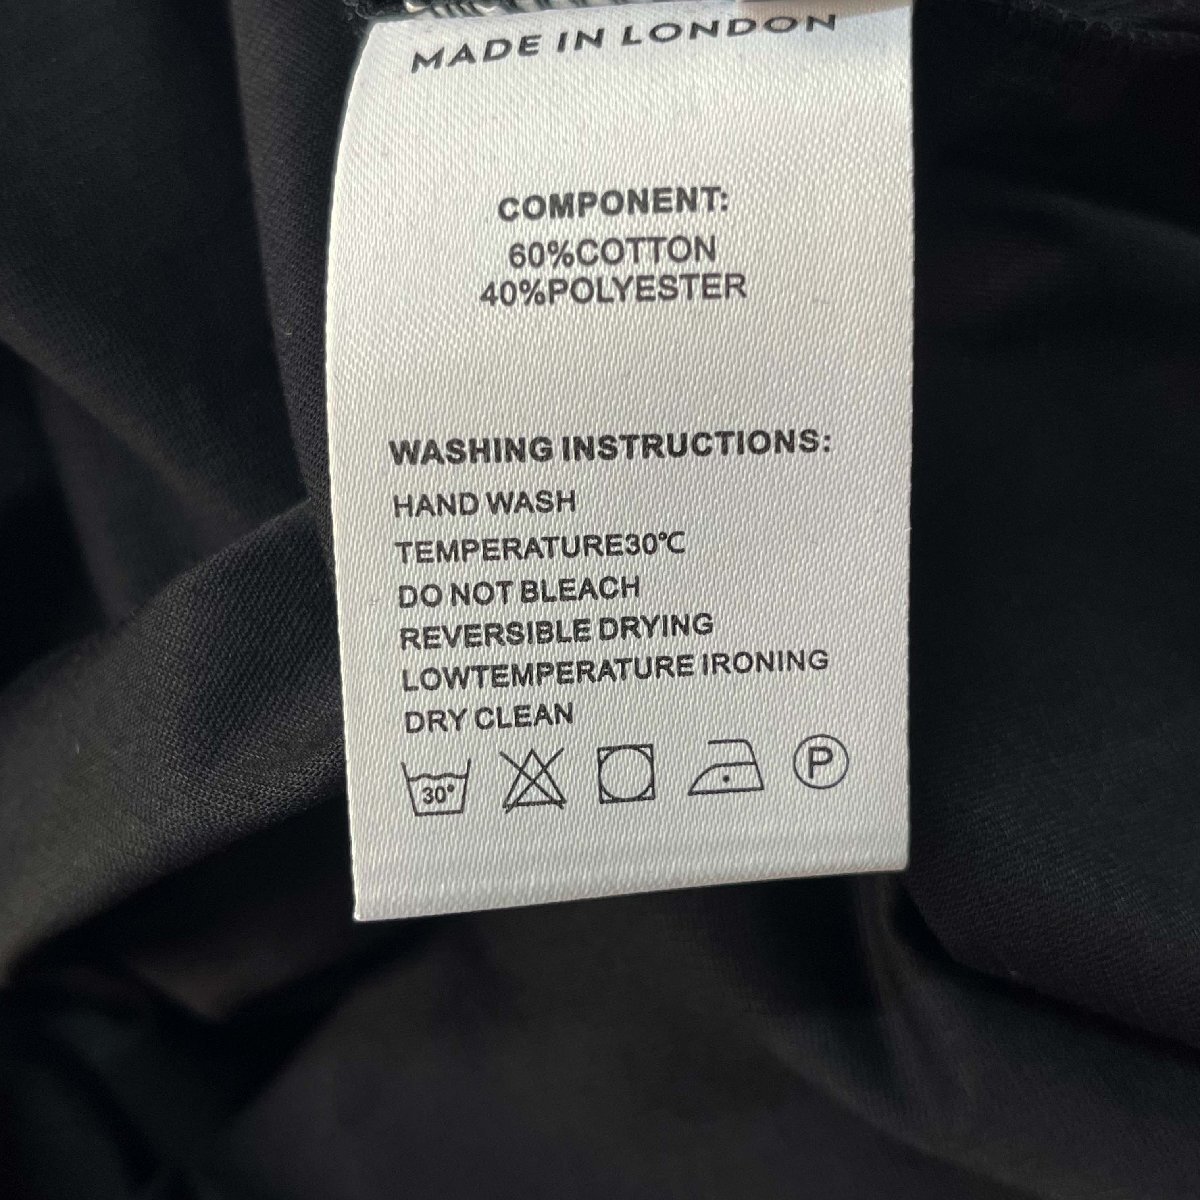 MADE IN LONDON
COMPONENT:
60%COTTON
40%POLYESTER
WASHING INSTRUCTIONS:
HAND WASH
TEMPERATURE30℃
DO NOT BLEACH
REVERSIBLE DRYING
LOWTEMPERATURE IRONING
DRY CLEAN
30° P